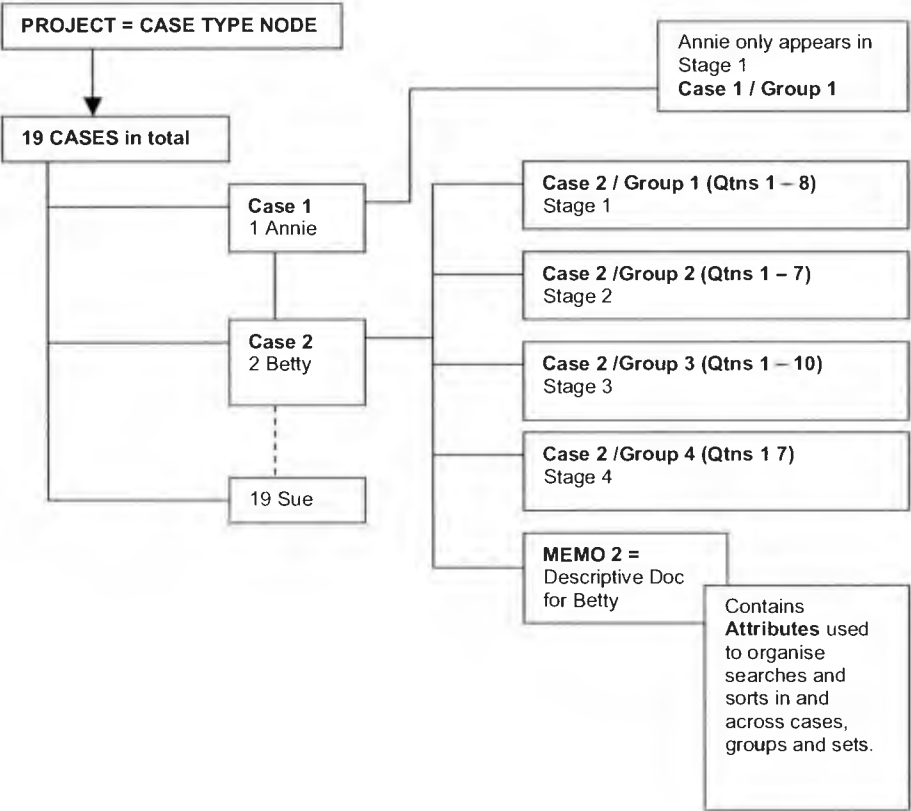 PROJECT = CASE TYPE NODE
Annie only appears in
Stage 1
Case 1 / Group 1
19 CASES in total
Case 1
1 Annie
Case 2 / Group 1 (Qtns 1 – 8)
Stage 1
Case 2 /Group 2 (Qtns 1 – 7)
Stage 2
Case 2
2 Betty
Case 2 /Group 3 (Qtns 1 – 10)
Stage 3
Case 2 /Group 4 (Qtns 1 7)
Stage 4
19 Sue
MEMO 2 =
Descriptive Doc
for Betty
Contains
Attributes used
to organise
searches and
sorts in and
across cases,
groups and sets.